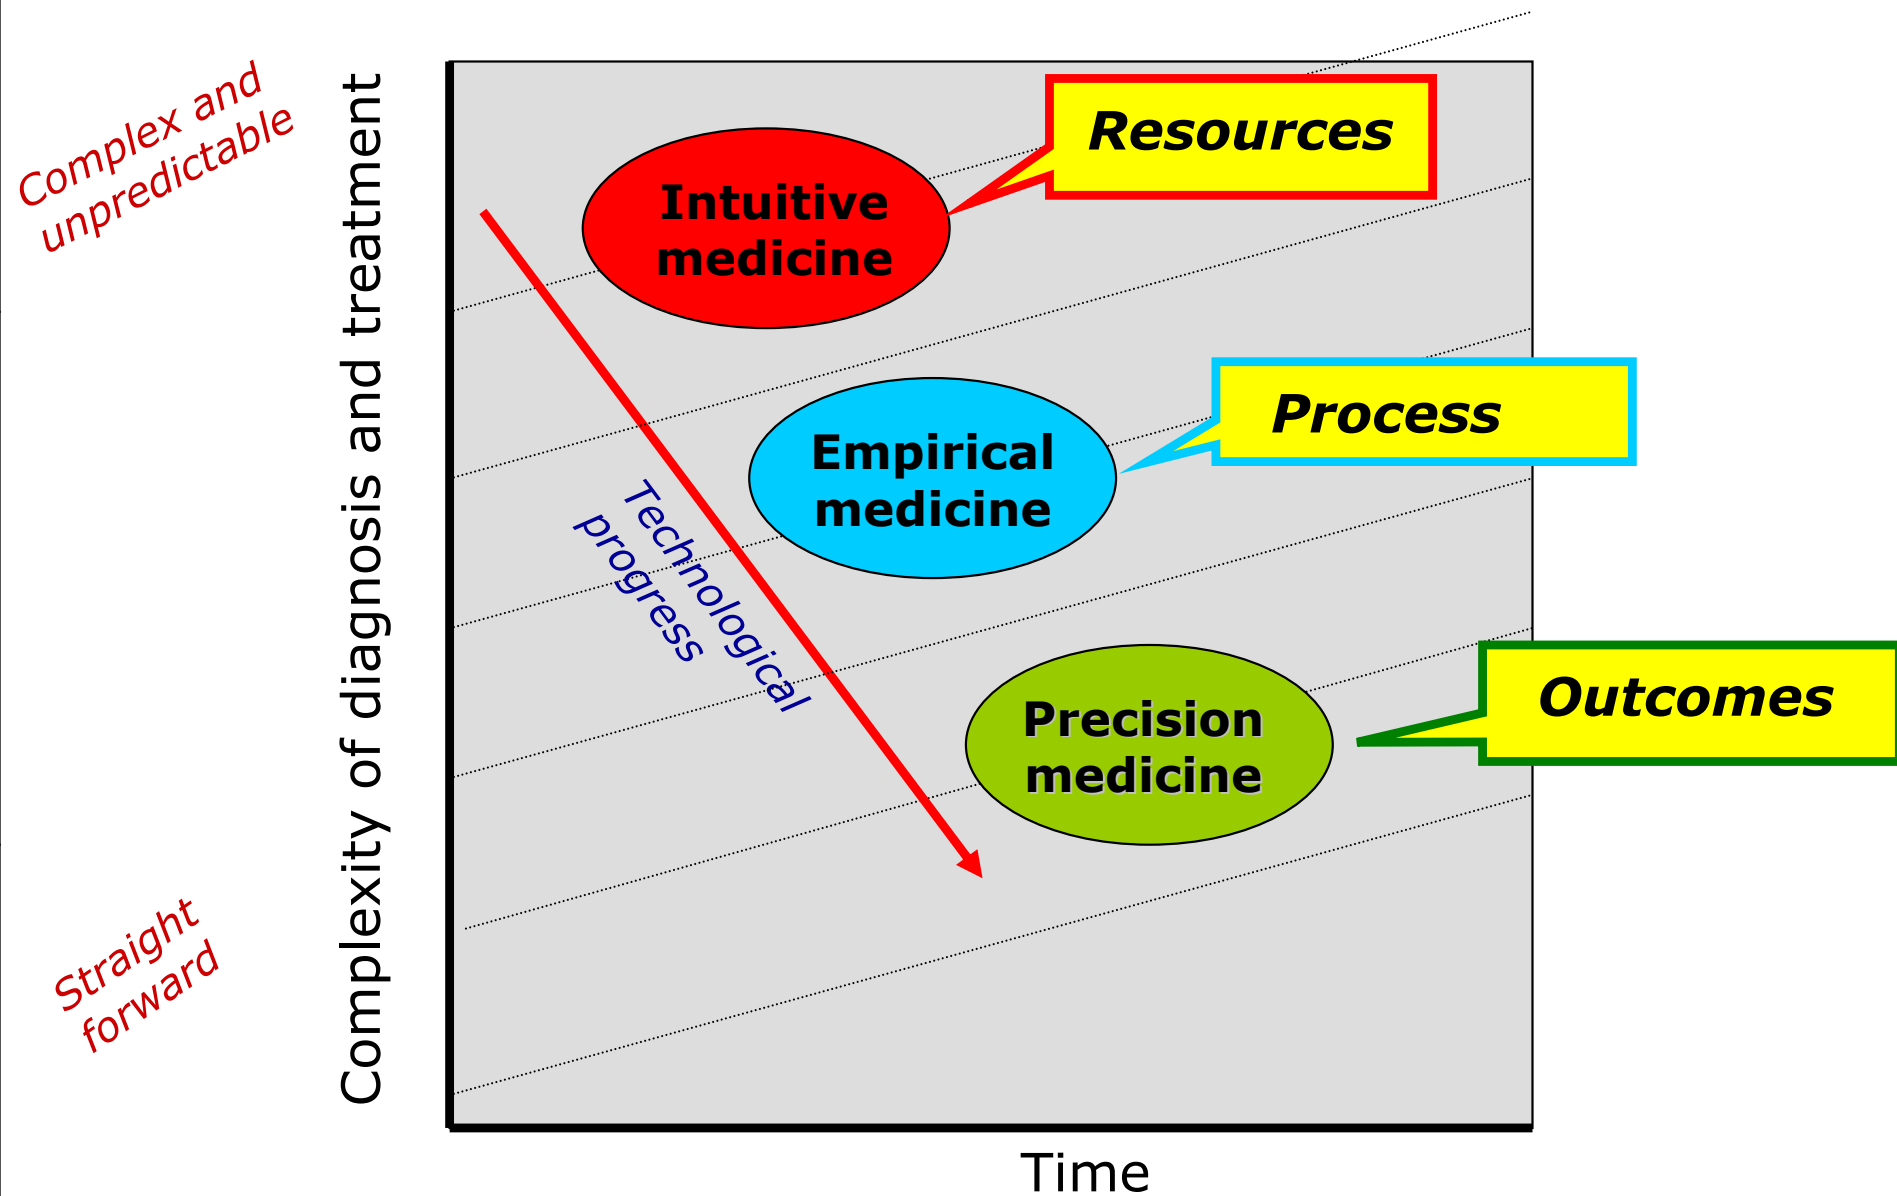 Complex and
unpredictable
Complexity of diagnosis and treatment
Resources
Intuitive
medicine
Process
Empirical
medicine
Technological
progress
Outcomes
Precision
medicine
Straight
forward
Time